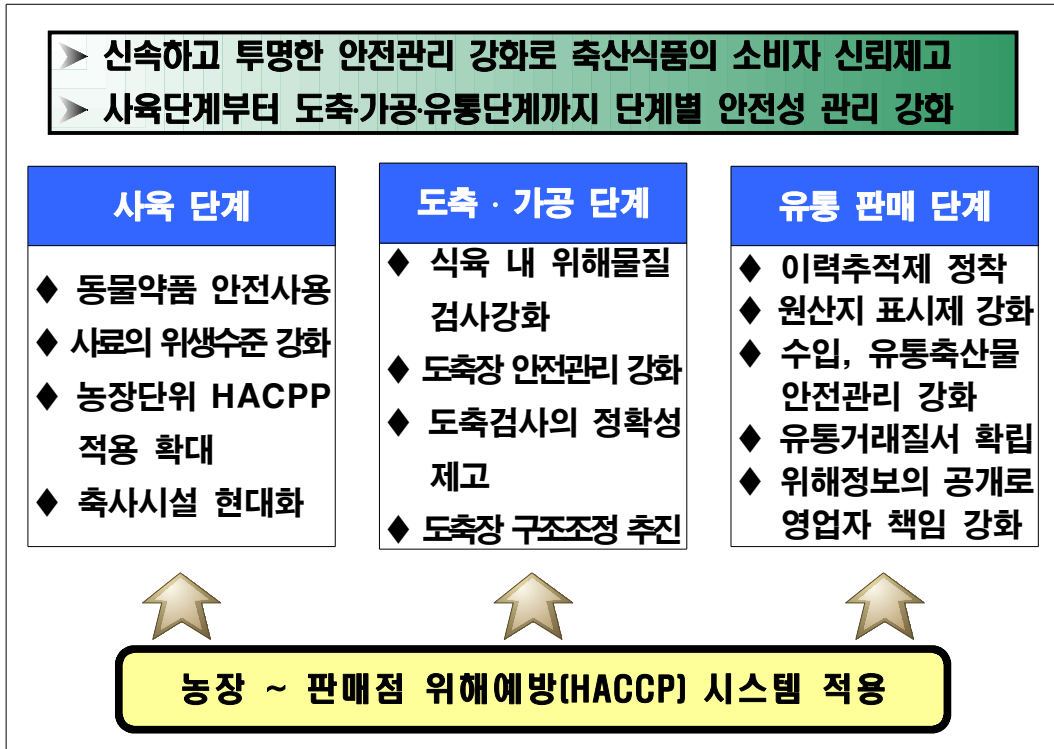 ➢ 신속하고 투명한 안전관리 강화로 축산식품의 소비자 신뢰제고
➢ 사육단계부터 도축·가공·유통단계까지 단계별 안전성 관리 강화
사육 단계
◆ 동물약품 안전사용
◆ 사료의 위생수준 강화
◆ 농장단위 HACPP
적용 확대
◆ 축사시설 현대화
도축 · 가공 단계
◆ 식육 내 위해물질
검사강화
◆ 도축장 안전관리 강화
◆ 도축검사의 정확성
제고
◆ 도축장 구조조정 추진
유통 판매 단계
◆ 이력추적제 정착
◆ 원산지 표시제 강화
◆ 수입, 유통축산물
안전관리 강화
◆ 유통거래질서 확립
◆ 위해정보의 공개로
영업자 책임 강화
농장 ~ 판매점 위해예방(HACCP) 시스템 적용